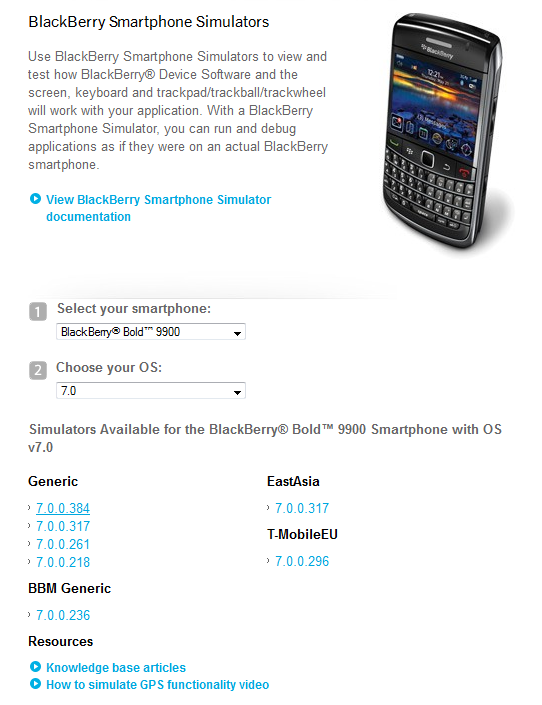 BlackBerry Smartphone Simulators
Use BlackBerry Smartphone Simulators to view and
test how BlackBerry® Device Software and the
screen, keyboard and trackpad/trackball/trackwheel
will work with your application. With a BlackBerry
Smartphone Simulator, you can run and debug
applications as if they were on an actual BlackBerry
smartphone.
View BlackBerry Smartphone Simulator
documentation
BlackBerry
12:21
1 Select your smartphone:
BlackBerry® Bold™ 9900
2 Choose your OS:
7.0
Simulators Available for the BlackBerry® Bold™ 9900 Smartphone with OS
v7.0
Generic
7.0.0.384
7.0.0.317
7.0.0.261
7.0.0.218
BBM Generic
7.0.0.236
EastAsia
7.0.0.317
T-MobileEU
7.0.0.296
Resources
Knowledge base articles
How to simulate GPS functionality video